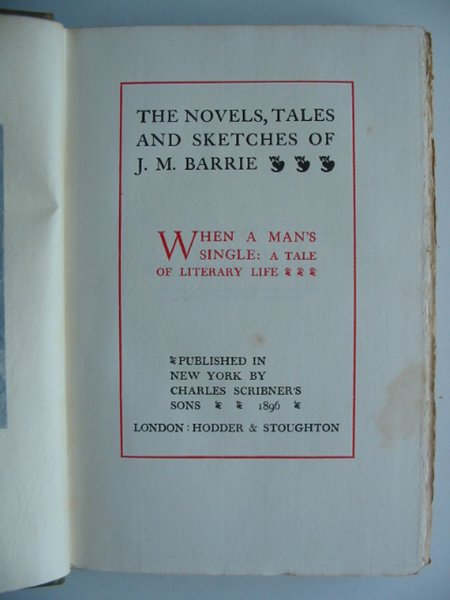 THE NOVELS, TALES
AND SKETCHES OF
J. M. BARRIE
WHEN A MAN'S
SINGLE: A TALE
OF LITERARY LIFE
PUBLISHED IN
NEW YORK BY
CHARLES SCRIBNER'S
SONS 1896
LONDON: HODDER & STOUGHTON